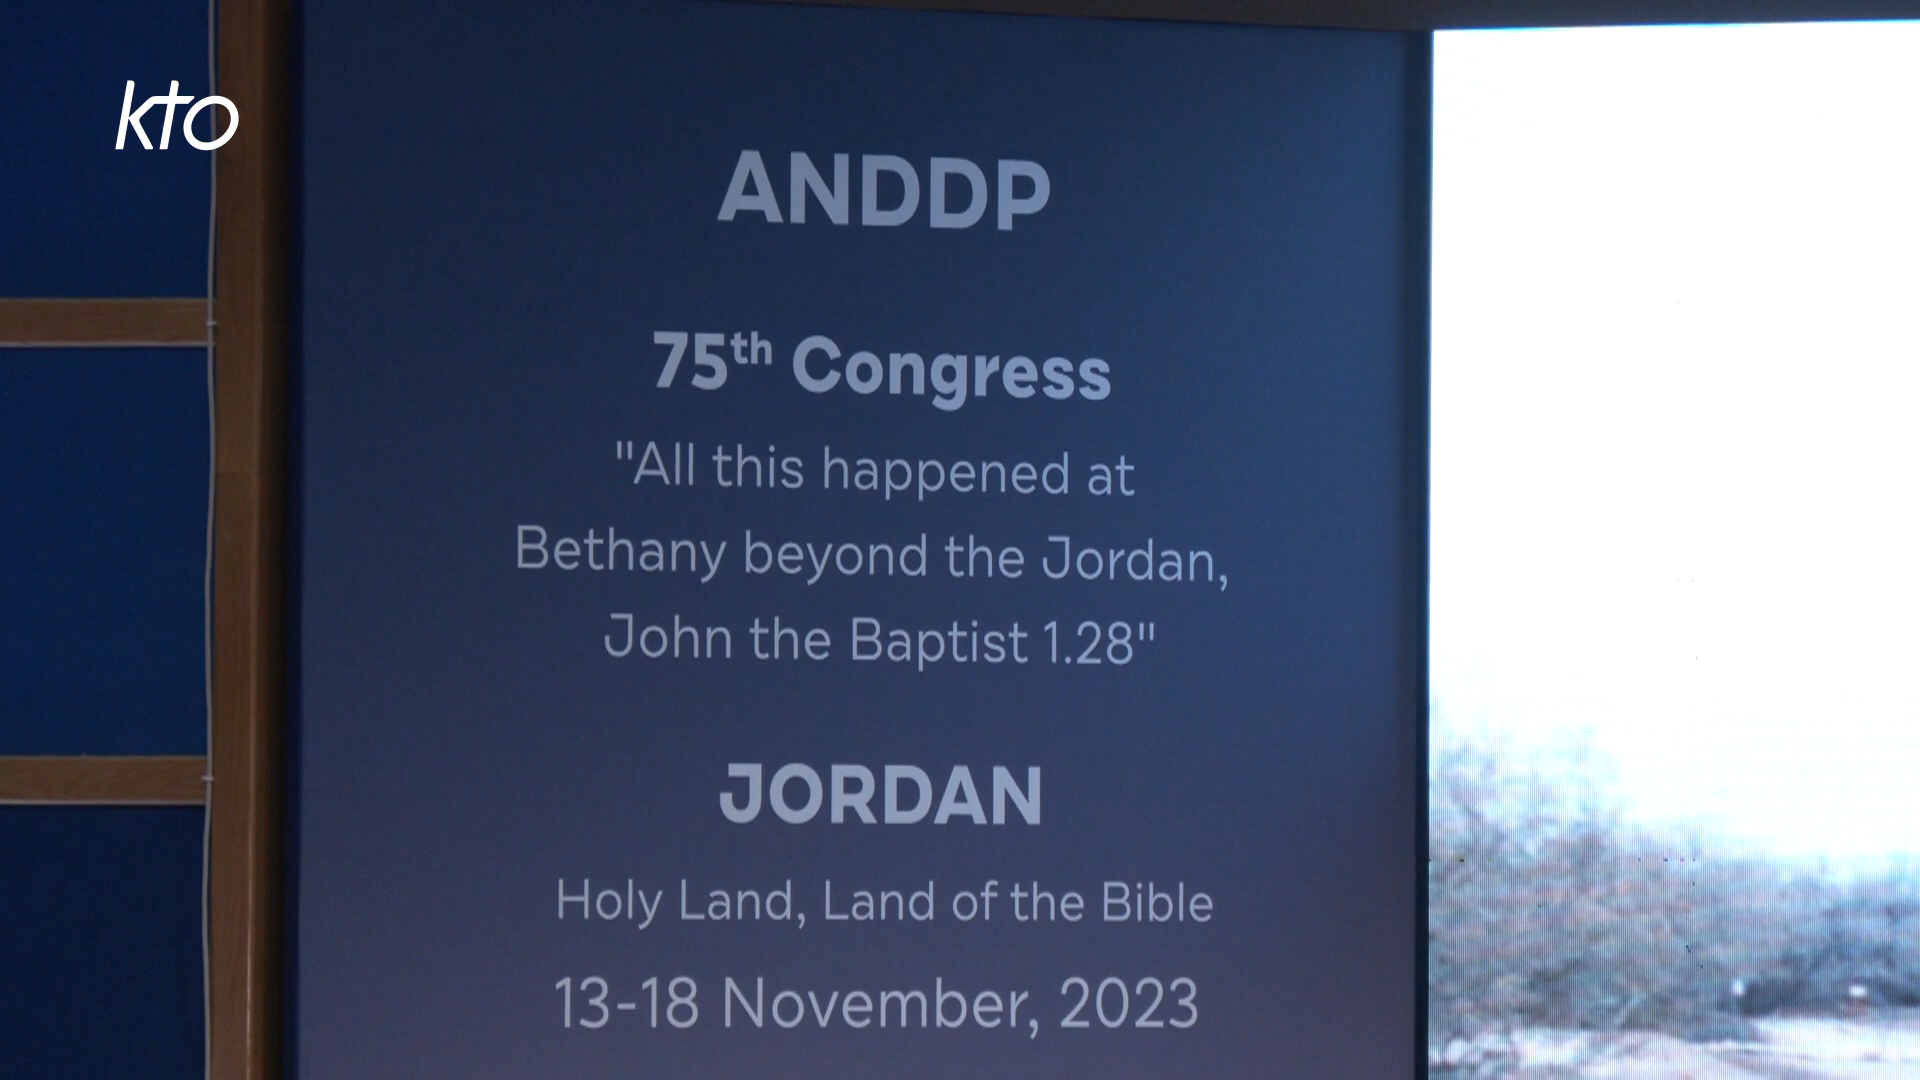 kto
ANDDP
75th Congress
"All this happened at
Bethany beyond the Jordan,
John the Baptist 1.28"
JORDAN
Holy Land, Land of the Bible
13-18 November, 2023